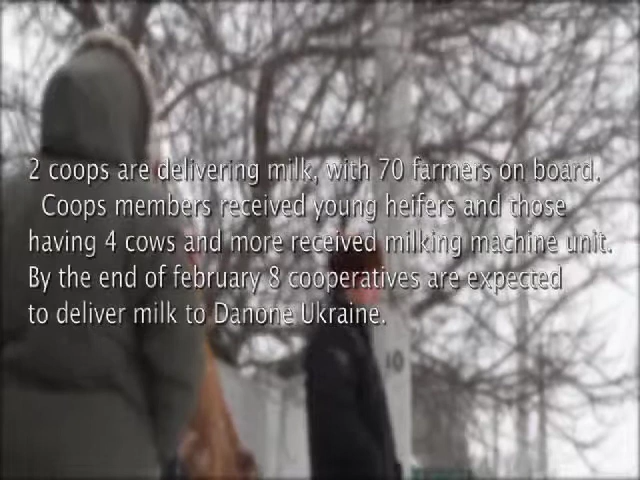 2 coops are delivering milk, with 70 farmers on board.
Coops members received young heifers and those
having 4 cows and more received milking machine unit.
By the end of february 8 cooperatives are expected
to deliver milk to Danone Ukraine.
10